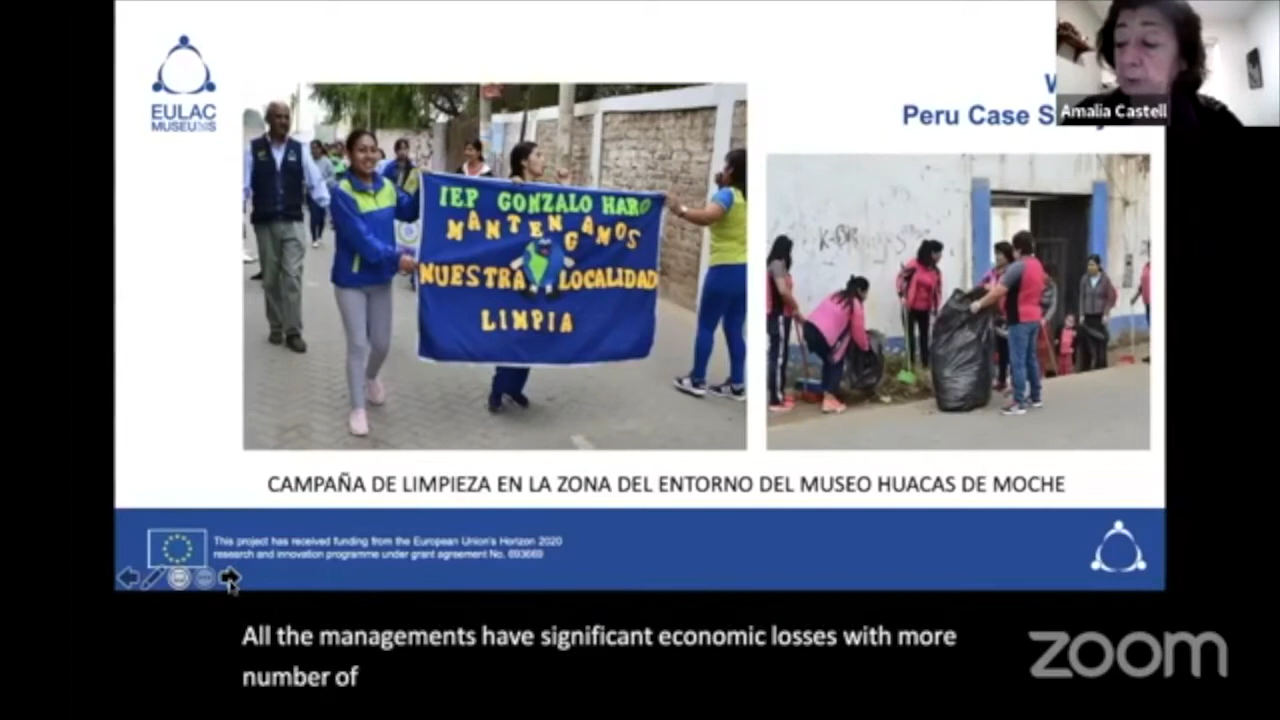 EULAC
MUSEUMS
Peru Case
Amalia Castell
IEP GONZALO HARO
MANTENGAMOS
NUESTRA LOCALIDAD
LIMPIA
CAMPAÑA DE LIMPIEZA EN LA ZONA DEL ENTORNO DEL MUSEO HUACAS DE MOCHE
This project has received funding from the European Union's Horizon 2020
research and innovation programme under grant agreement No. 693669
All the managements have significant economic losses with more
number of
zoom